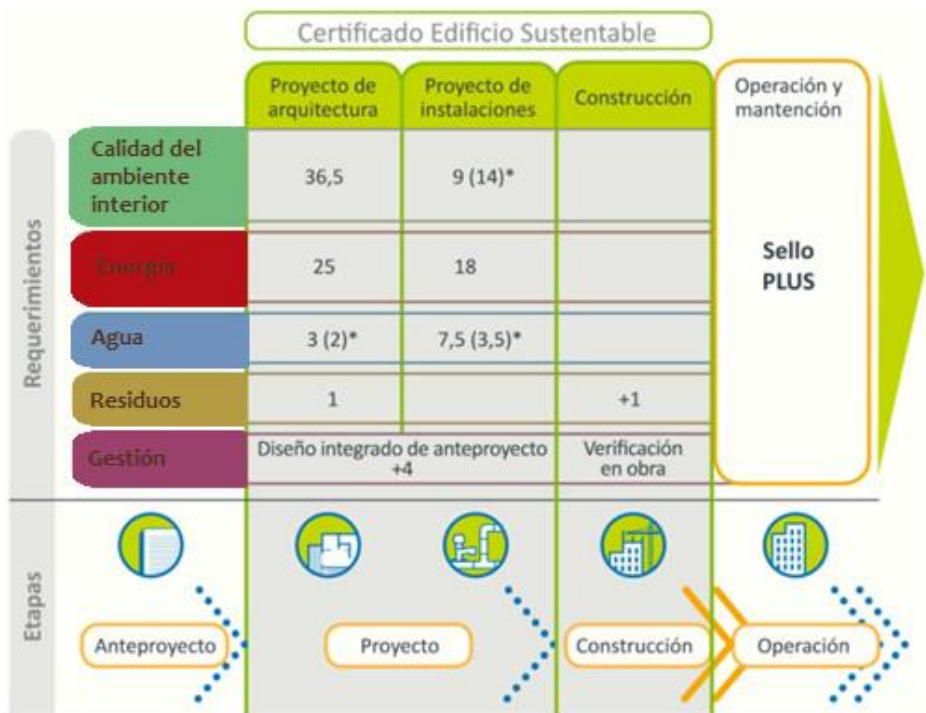 Certificado Edificio Sustentable
Proyecto de
arquitectura
Proyecto de
instalaciones
Construcción
Operación y
mantención
Requerimientos
Calidad del
ambiente
interior
36,5
9 (14)*
Energía
25
18
Sello
PLUS
Agua
3 (2)*
7,5 (3,5)*
Residuos
1
+1
Gestión
Diseño integrado de anteproyecto
+4
Verificación
en obra
Etapas
Anteproyecto
Proyecto
Construcción
Operación